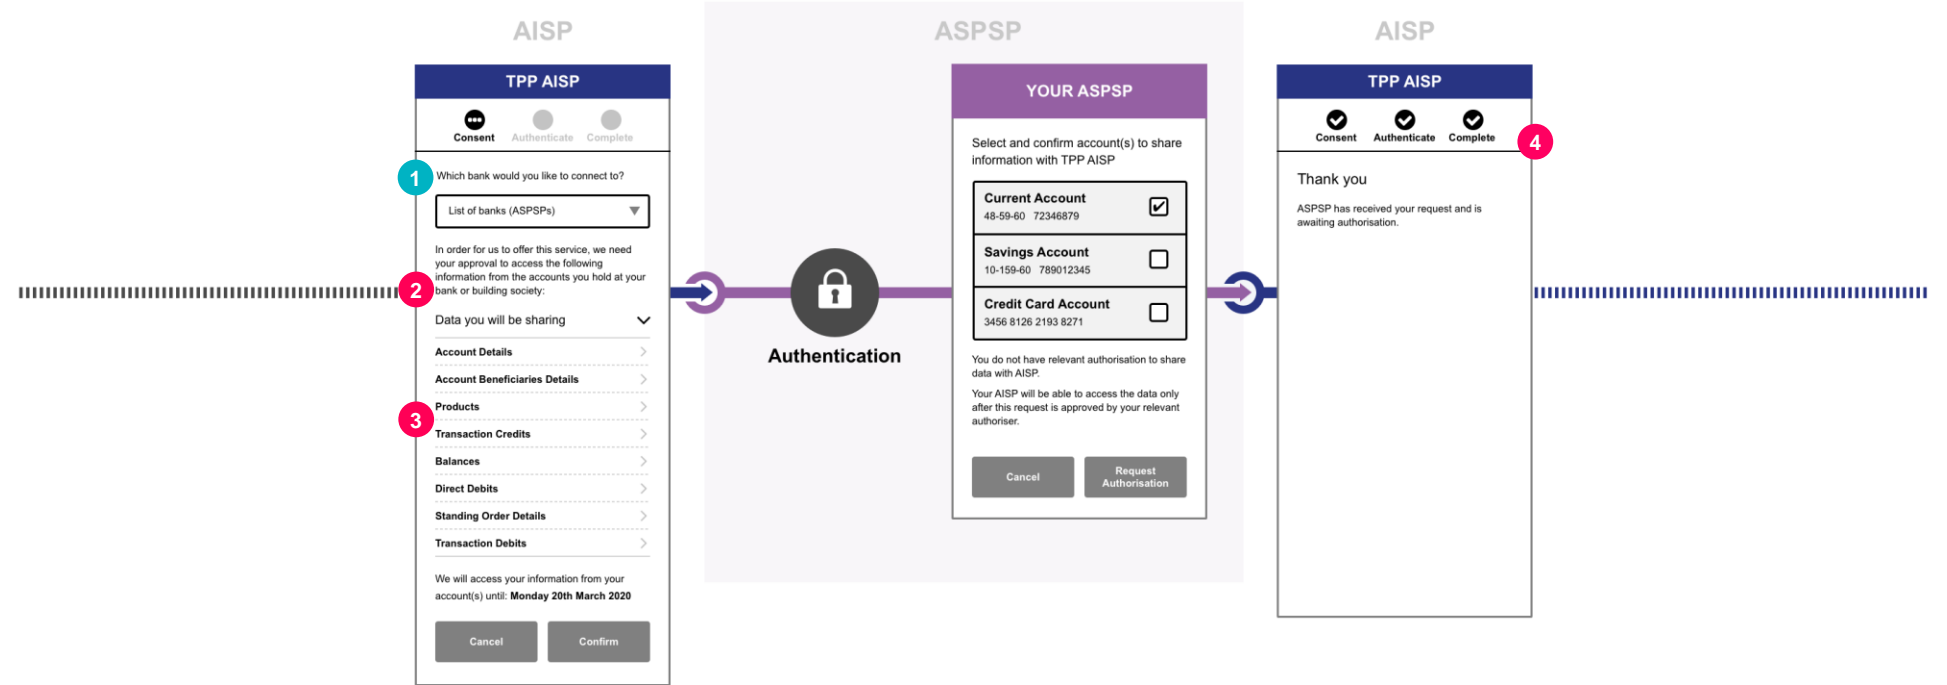 AISP
TPP AISP
Consent
Authenticate
Complete
1
Which bank would you like to connect to?
List of banks (ASPSPs)
In order for us to offer this service, we need
your approval to access the following
information from the accounts you hold at your
bank or building society:
2
Data you will be sharing
Account Details
Account Beneficiaries Details
Products
3
Transaction Credits
Balances
Direct Debits
Standing Order Details
Transaction Debits
We will access your information from your
account(s) until: Monday 20th March 2020
Cancel
Confirm
ASPSP
Authentication
YOUR ASPSP
Select and confirm account(s) to share
information with TPP AISP
Current Account
48-59-60 72346879
Savings Account
10-159-60 789012345
Credit Card Account
3456 8126 2193 8271
You do not have relevant authorisation to share
data with AISP.
Your AISP will be able to access the data only
after this request is approved by your relevant
authoriser.
Cancel
Request
Authorisation
AISP
TPP AISP
Consent
Authenticate
Complete
4
Thank you
ASPSP has received your request and is
awaiting authorisation.